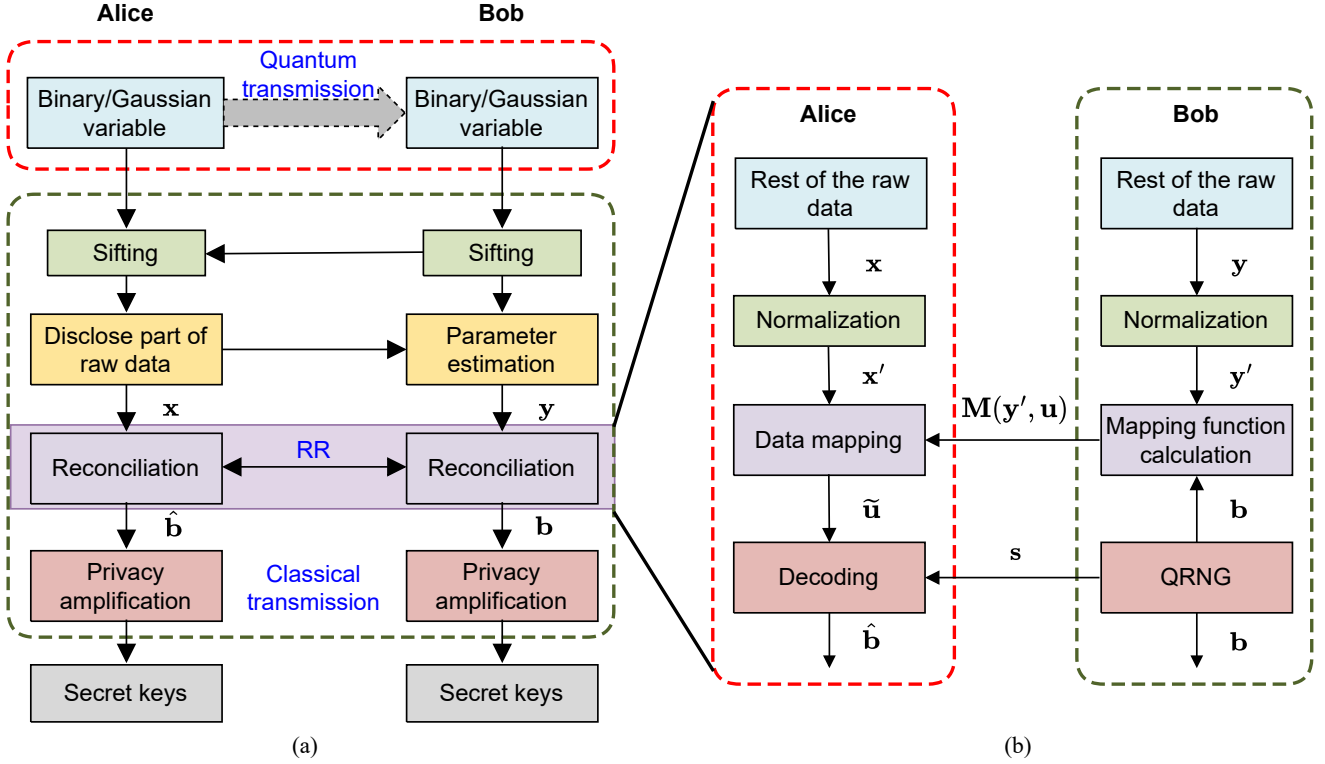 Alice
Bob
Quantum
transmission
Binary/Gaussian
variable
Binary/Gaussian
variable
Sifting
Sifting
Disclose part of
raw data
Parameter
estimation
x
y
Reconciliation
RR
Reconciliation
b̂
b
Privacy
amplification
Classical
transmission
Privacy
amplification
Secret keys
Secret keys
(a)
Alice
Bob
Rest of the raw
data
Rest of the raw
data
x
y
Normalization
Normalization
x′
y′
M(y′, u)
Data mapping
Mapping function
calculation
ũ
b
s
Decoding
QRNG
b̂
b
(b)